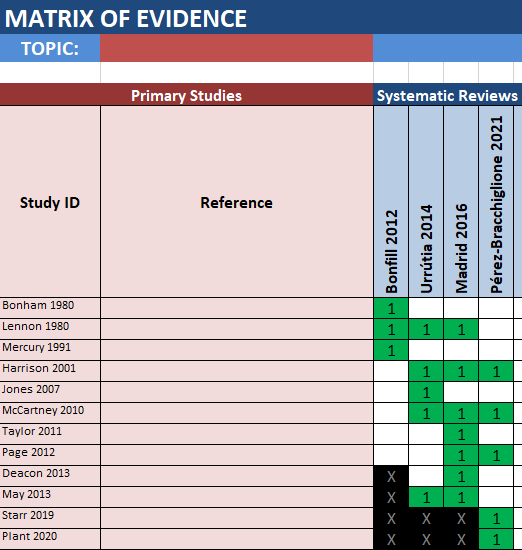 MATRIX OF EVIDENCE
TOPIC:
Primary Studies Systematic Reviews
Study ID Reference Bonfill 2012 Urrútia 2014 Madrid 2016 Pérez-Bracchiglione 2021
Bonham 1980 1
Lennon 1980 1 1 1
Mercury 1991 1
Harrison 2001 1 1 1
Jones 2007 1
McCartney 2010 1 1 1
Taylor 2011 1
Page 2012 1 1
Deacon 2013 X 1
May 2013 X 1 1
Starr 2019 X X X 1
Plant 2020 X X X 1